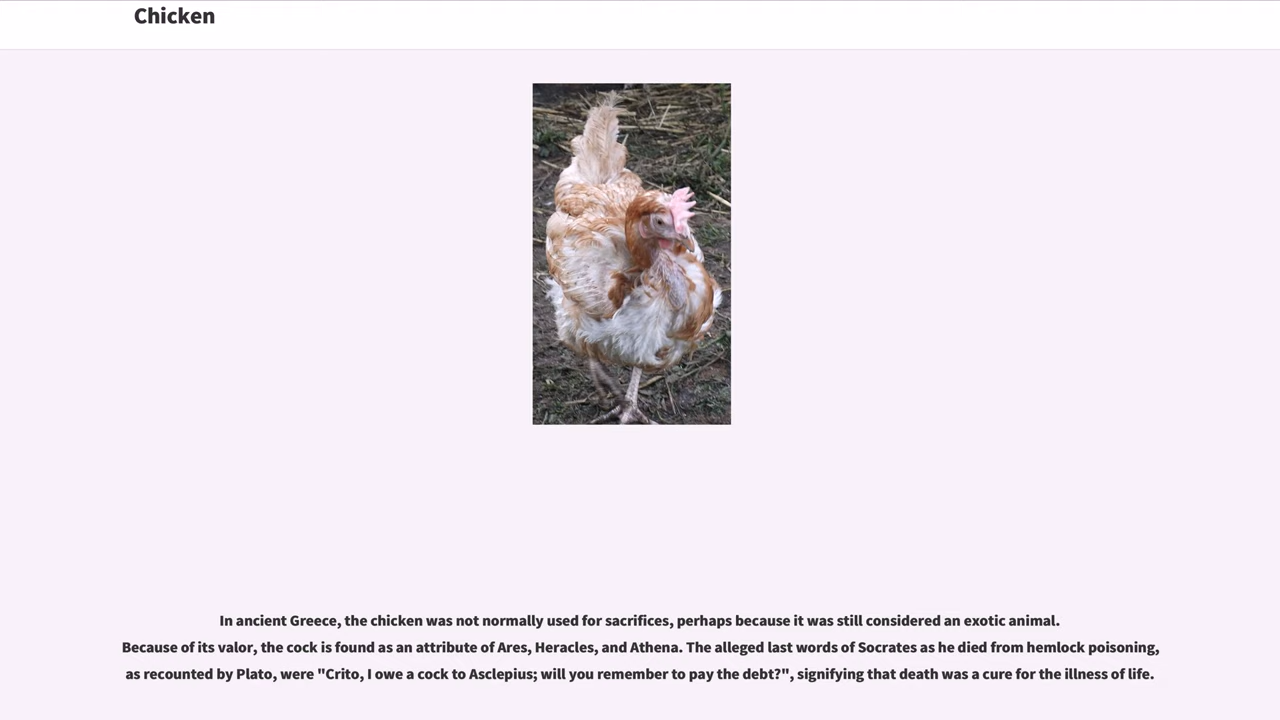 Chicken
In ancient Greece, the chicken was not normally used for sacrifices, perhaps because it was still considered an exotic animal.
Because of its valor, the cock is found as an attribute of Ares, Heracles, and Athena. The alleged last words of Socrates as he died from hemlock poisoning,
as recounted by Plato, were "Crito, I owe a cock to Asclepius; will you remember to pay the debt?", signifying that death was a cure for the illness of life.